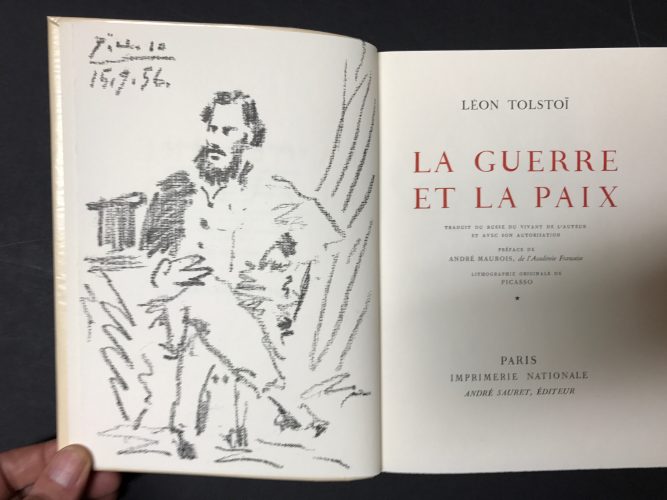 Picasso
15.9.56.
LÉON TOLSTOÏ
LA GUERRE
ET LA PAIX
TRADUIT DU RUSSE DU VIVANT DE L'AUTEUR
ET AVEC SON AUTORISATION
PRÉFACE DE
ANDRÉ MAUROIS, de l'Académie Française
LITHOGRAPHIE ORIGINALE DE
PICASSO
*
PARIS
IMPRIMERIE NATIONALE
ANDRÉ SAURET, ÉDITEUR